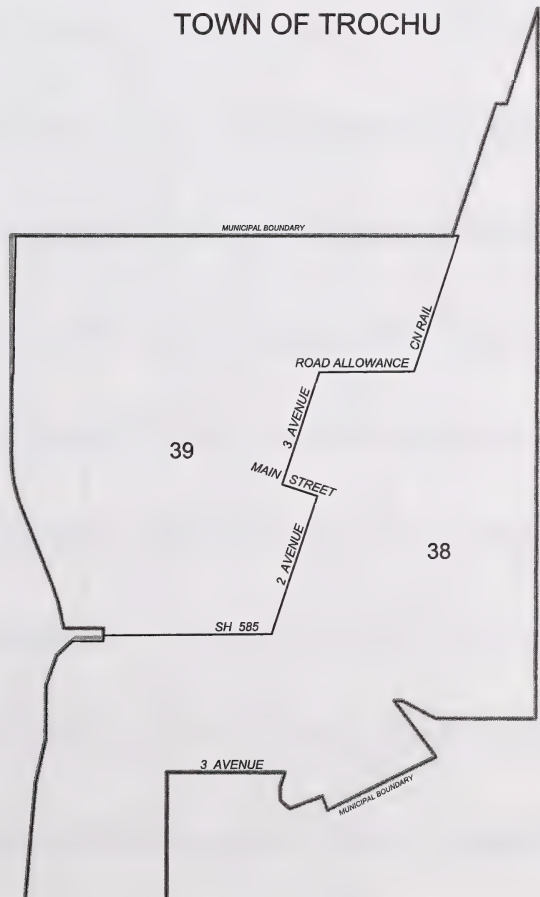 TOWN OF TROCHU
MUNICIPAL BOUNDARY
CN RAIL
ROAD ALLOWANCE
3 AVENUE
39
MAIN STREET
38
2 AVENUE
SH 585
3 AVENUE
MUNICIPAL BOUNDARY